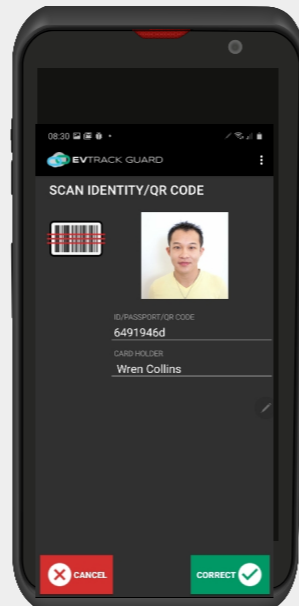 08:30
EVTRACK GUARD
SCAN IDENTITY/QR CODE
ID/PASSPORT/QR CODE
6491946d
CARD HOLDER
Wren Collins
CANCEL
CORRECT